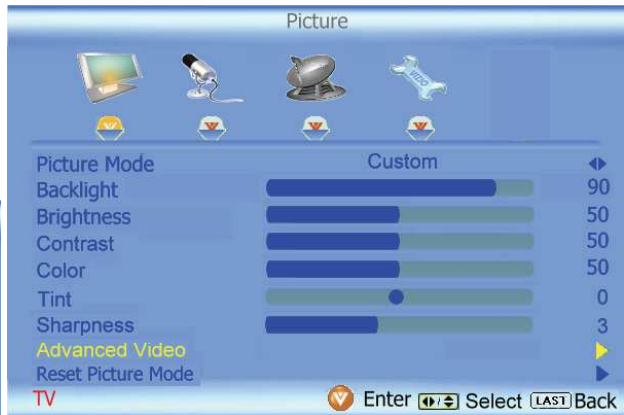 Picture
VIZIO
Picture Mode Custom
Backlight 90
Brightness 50
Contrast 50
Color 50
Tint 0
Sharpness 3
Advanced Video
Reset Picture Mode
TV V Enter Select LAST Back